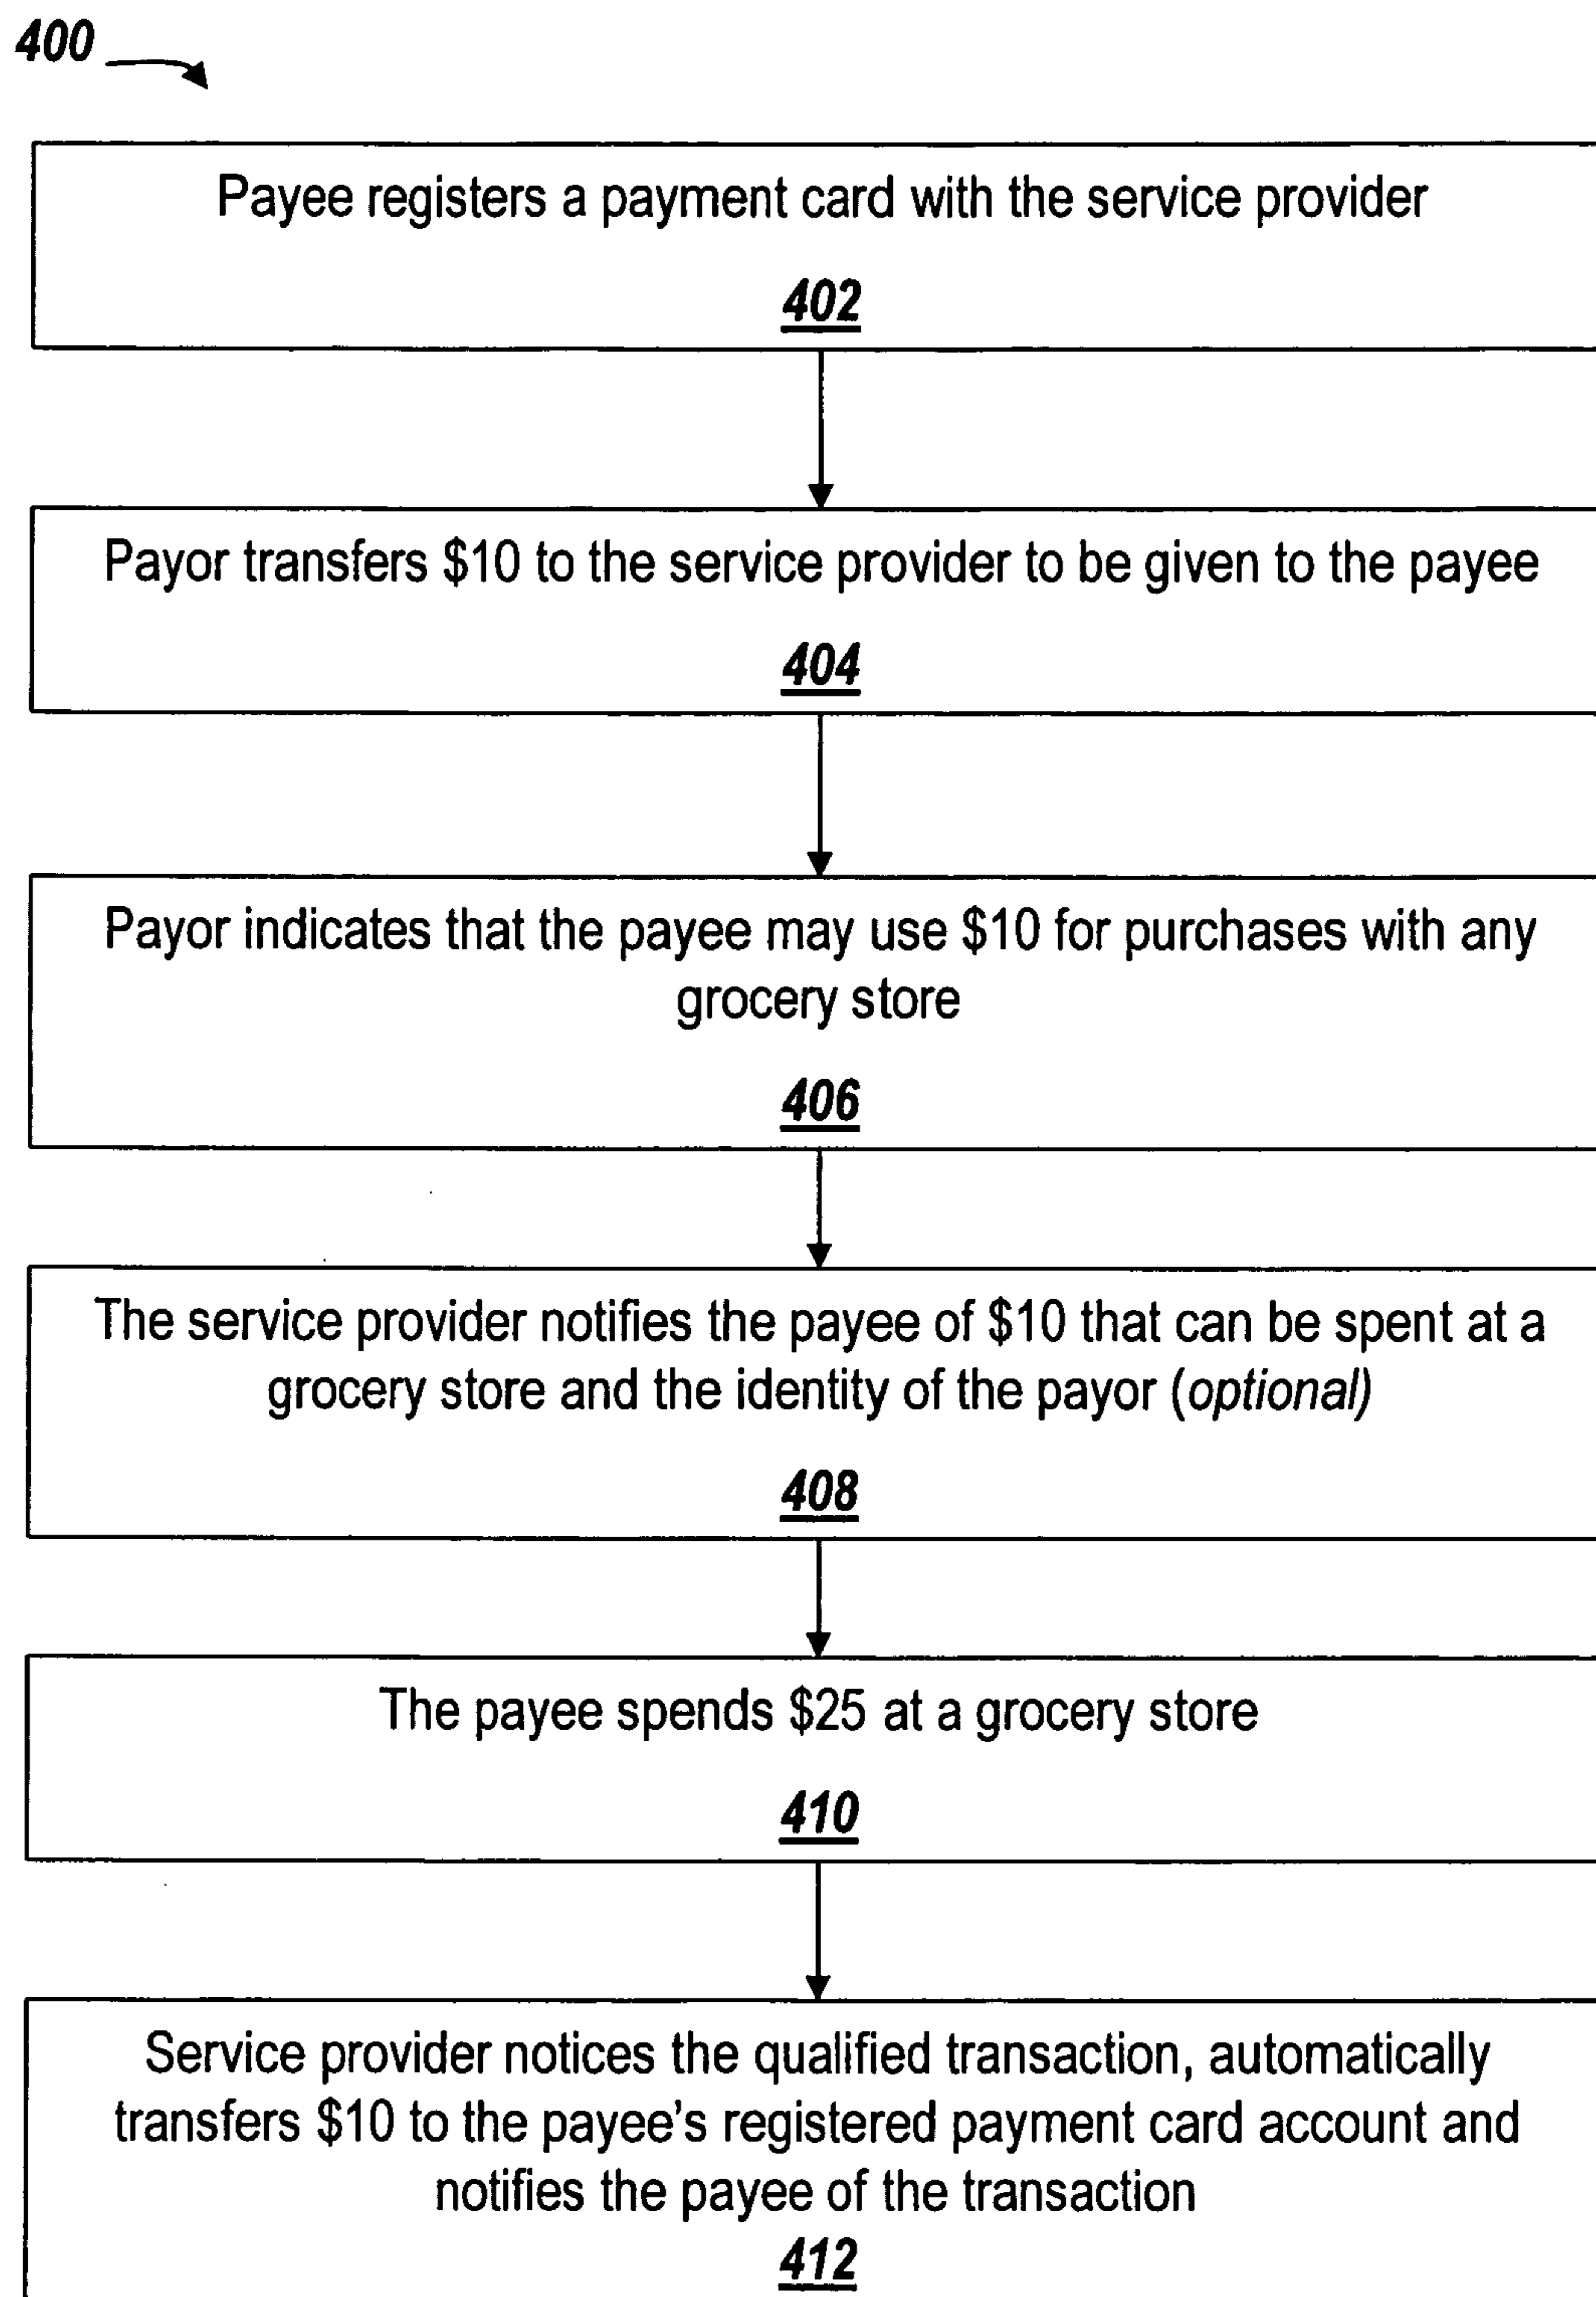 400
Payee registers a payment card with the service provider
402
Payor transfers $10 to the service provider to be given to the payee
404
Payor indicates that the payee may use $10 for purchases with any
grocery store
406
The service provider notifies the payee of $10 that can be spent at a
grocery store and the identity of the payor (optional)
408
The payee spends $25 at a grocery store
410
Service provider notices the qualified transaction, automatically
transfers $10 to the payee's registered payment card account and
notifies the payee of the transaction
412